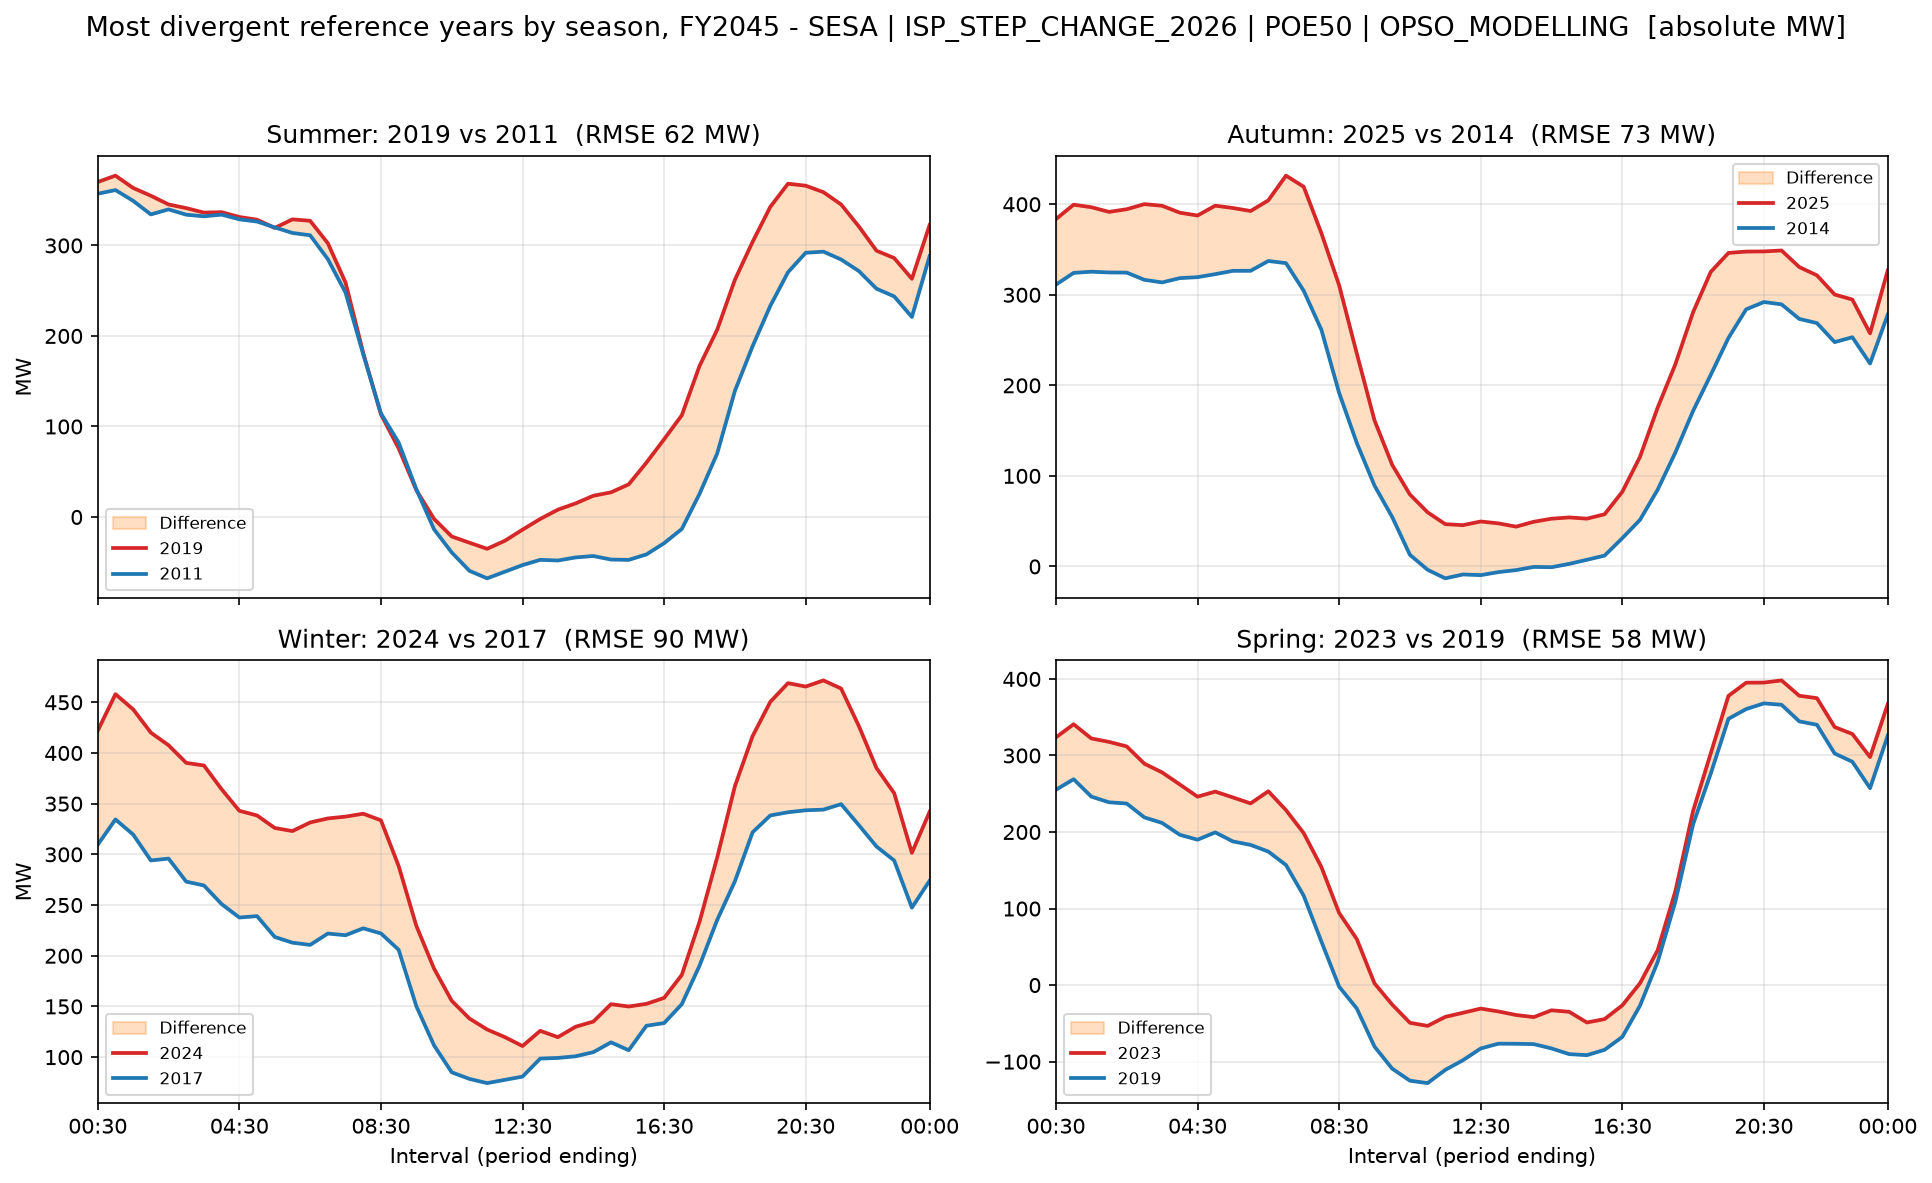 Most divergent reference years by season, FY2045 - SESA | ISP_STEP_CHANGE_2026 | POE50 | OPSO_MODELLING  [absolute MW]
Summer: 2019 vs 2011  (RMSE 62 MW)
MW
300
200
100
0
Difference
2019
2011
Autumn: 2025 vs 2014  (RMSE 73 MW)
400
300
200
100
0
Difference
2025
2014
Winter: 2024 vs 2017  (RMSE 90 MW)
MW
450
400
350
300
250
200
150
100
Difference
2024
2017
00:30 04:30 08:30 12:30 16:30 20:30 00:00
Interval (period ending)
Spring: 2023 vs 2019  (RMSE 58 MW)
400
300
200
100
0
−100
Difference
2023
2019
00:30 04:30 08:30 12:30 16:30 20:30 00:00
Interval (period ending)